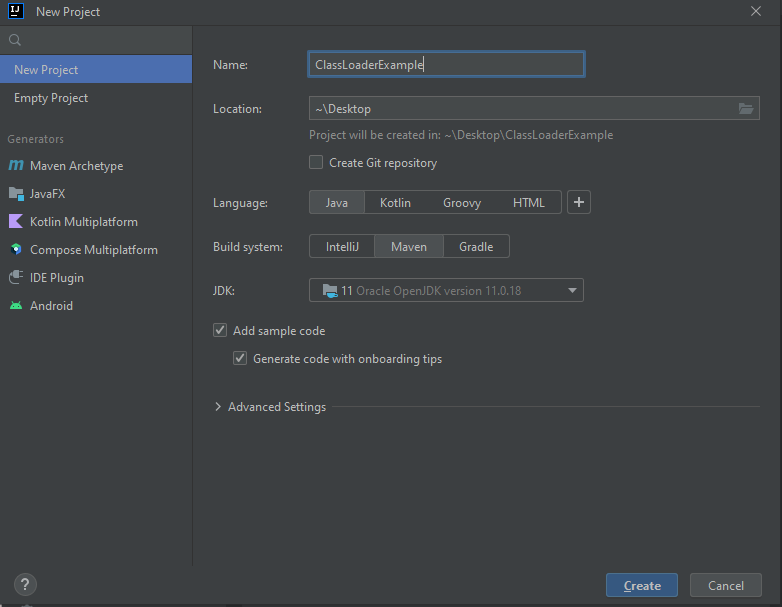 IJ
New Project
New Project
Empty Project
Generators
m Maven Archetype
JavaFX
Kotlin Multiplatform
Compose Multiplatform
IDE Plugin
Android
Name: ClassLoaderExample
Location: ~\Desktop
Project will be created in: ~\Desktop\ClassLoaderExample
Create Git repository
Language: Java Kotlin Groovy HTML +
Build system: IntelliJ Maven Gradle
JDK: 11 Oracle OpenJDK version 11.0.18
Add sample code
Generate code with onboarding tips
Advanced Settings
? Create Cancel